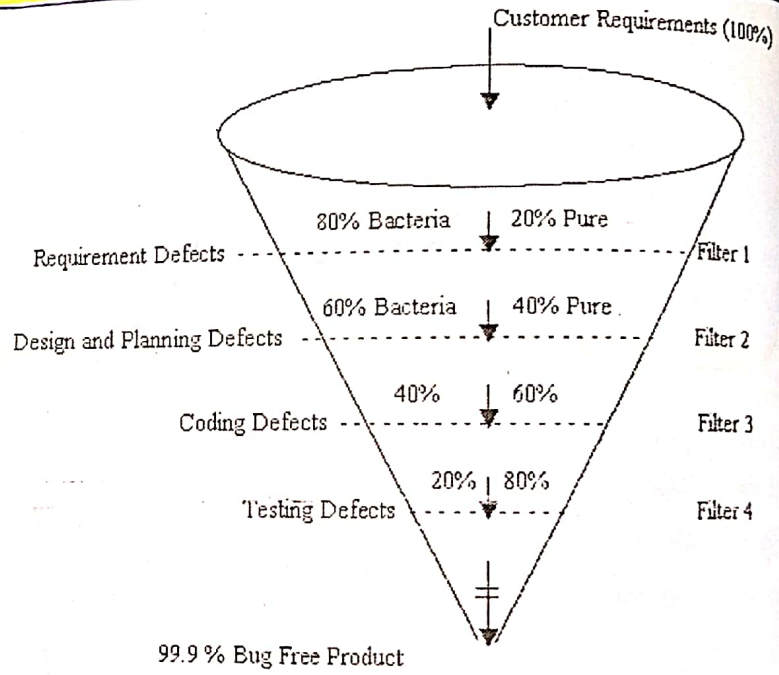 Customer Requirements (100%)
80% Bacteria 20% Pure
Requirement Defects Filter 1
60% Bacteria 40% Pure
Design and Planning Defects Filter 2
40% 60%
Coding Defects Filter 3
20% 80%
Testing Defects Filter 4
99.9 % Bug Free Product